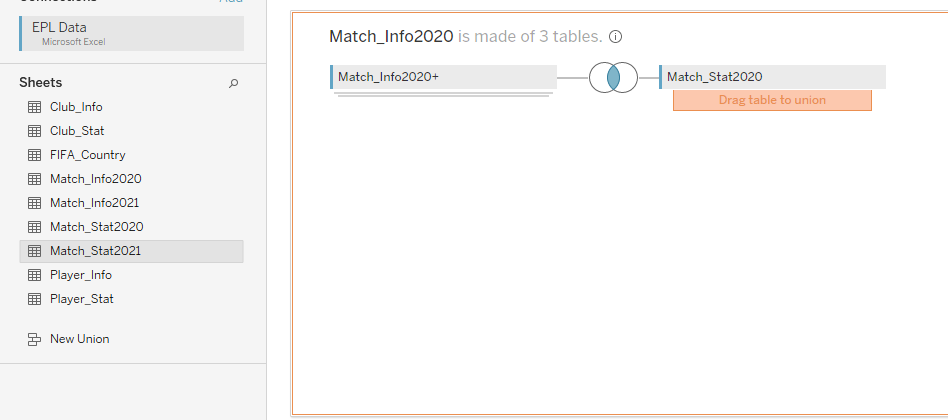 Connections
Add
EPL Data
Microsoft Excel
Sheets
Club_Info
Club_Stat
FIFA_Country
Match_Info2020
Match_Info2021
Match_Stat2020
Match_Stat2021
Player_Info
Player_Stat
New Union
Match_Info2020 is made of 3 tables.
Match_Info2020+
Match_Stat2020
Drag table to union